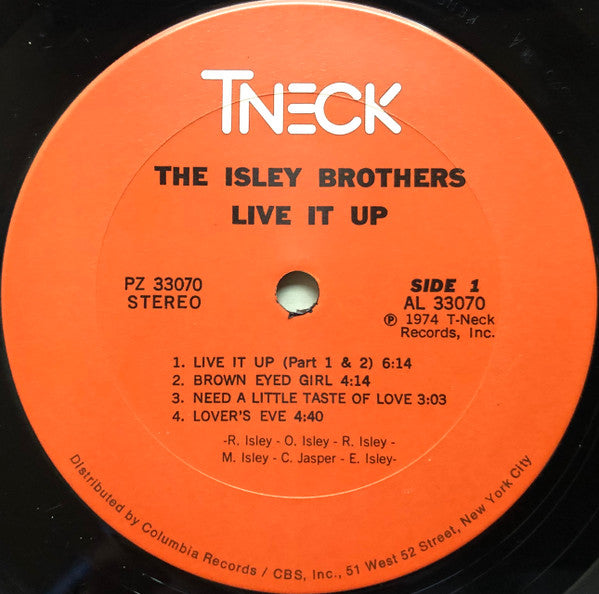 TNECK
THE ISLEY BROTHERS
LIVE IT UP
PZ 33070
STEREO
SIDE 1
AL 33070
℗ 1974 T-Neck
Records, Inc.
1. LIVE IT UP (Part 1 & 2) 6:14
2. BROWN EYED GIRL 4:14
3. NEED A LITTLE TASTE OF LOVE 3:03
4. LOVER'S EVE 4:40
-R. Isley - O. Isley - R. Isley -
M. Isley - C. Jasper - E. Isley-
Distributed by Columbia Records / CBS, Inc., 51 West 52 Street, New York City